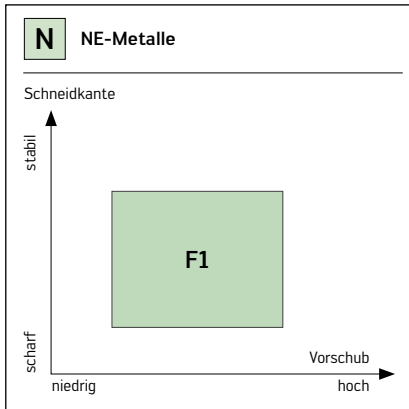 N NE-Metalle
Schneidkante
stabil
F1
scharf
Vorschub
niedrig hoch